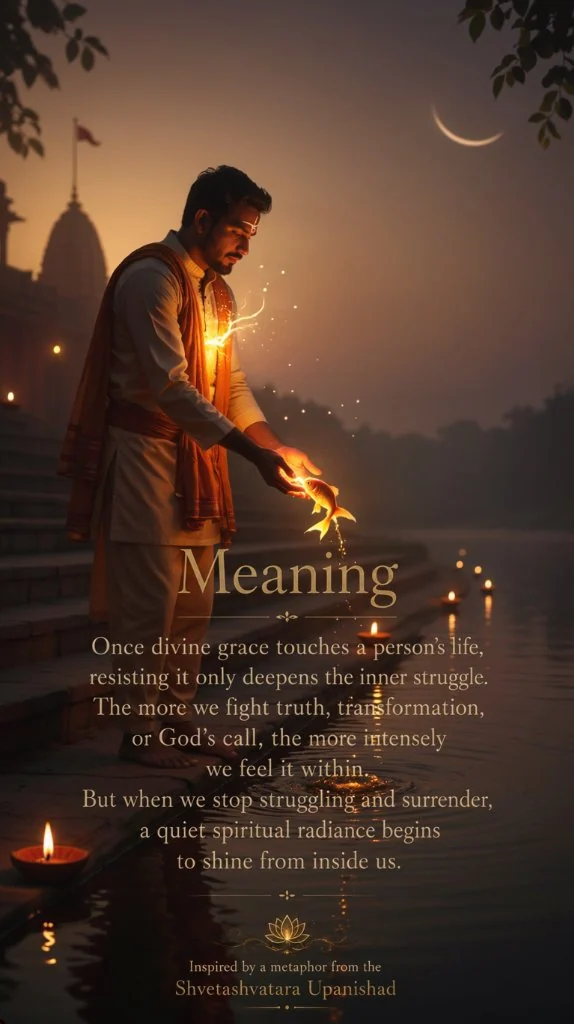 Meaning
Once divine grace touches a person's life,
resisting it only deepens the inner struggle.
The more we fight truth, transformation,
or God's call, the more intensely
we feel it within.
But when we stop struggling and surrender,
a quiet spiritual radiance begins
to shine from inside us.
Inspired by a metaphor from the
Shvetashvatara Upanishad